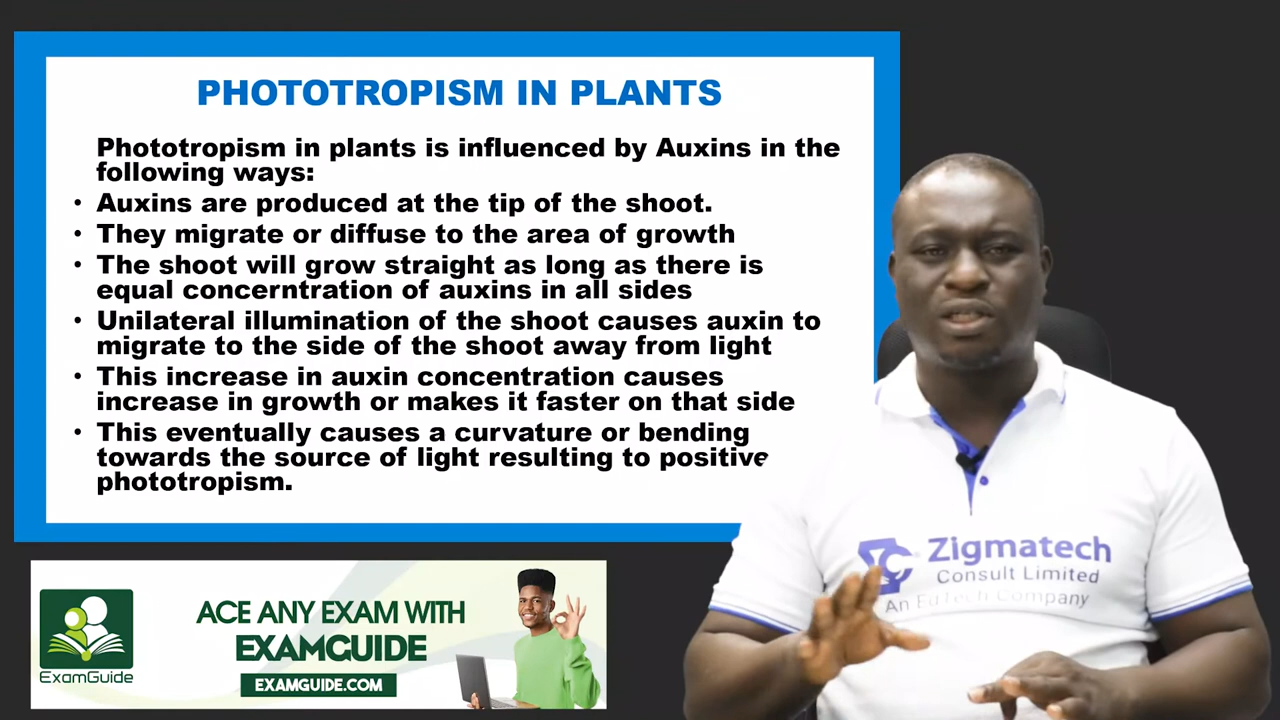 PHOTOTROPISM IN PLANTS
Phototropism in plants is influenced by Auxins in the
following ways:
• Auxins are produced at the tip of the shoot.
• They migrate or diffuse to the area of growth
• The shoot will grow straight as long as there is
equal concerntration of auxins in all sides
• Unilateral illumination of the shoot causes auxin to
migrate to the side of the shoot away from light
• This increase in auxin concentration causes
increase in growth or makes it faster on that side
• This eventually causes a curvature or bending
towards the source of light resulting to positive
phototropism.
Zigmatech
Consult Limited
An EdTech Company
ACE ANY EXAM WITH
EXAMGUIDE
EXAMGUIDE.COM
ExamGuide